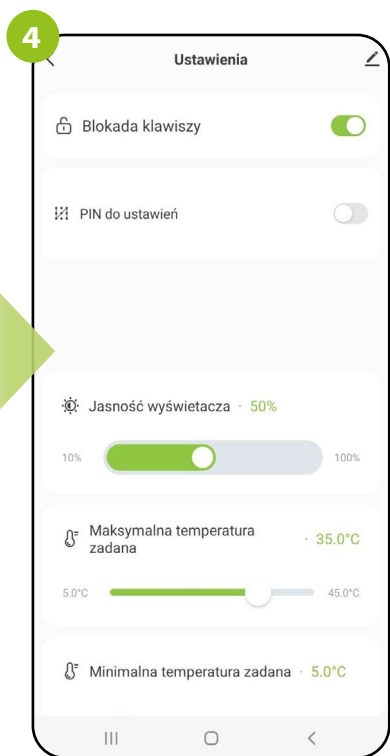 4
Ustawienia
Blokada klawiszy
PIN do ustawień
Jasność wyświetacza · 50%
10% 100%
Maksymalna temperatura
zadana · 35.0°C
5.0°C 45.0°C
Minimalna temperatura zadana · 5.0°C